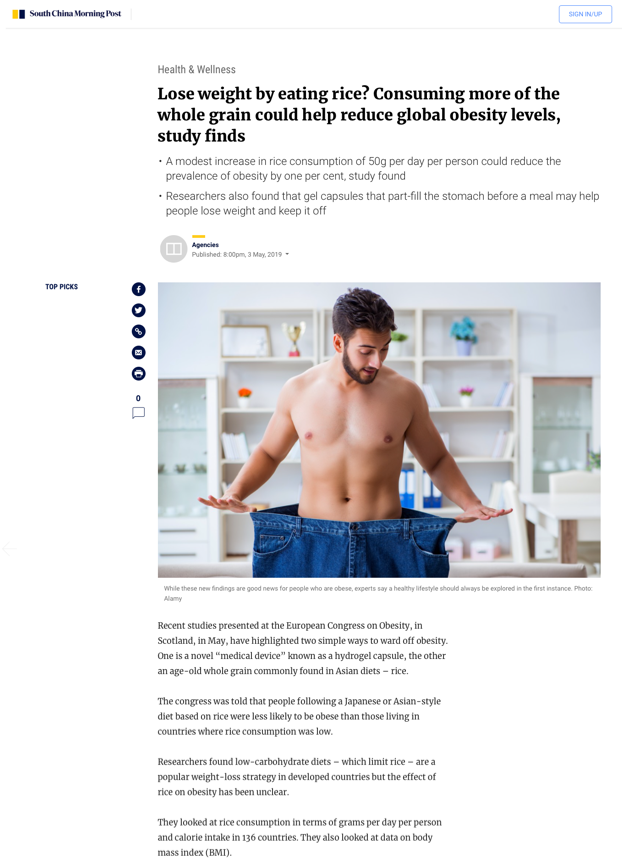 South China Morning Post
SIGN IN/UP
Health & Wellness
Lose weight by eating rice? Consuming more of the
whole grain could help reduce global obesity levels,
study finds
• A modest increase in rice consumption of 50g per day per person could reduce the
prevalence of obesity by one per cent, study found
• Researchers also found that gel capsules that part-fill the stomach before a meal may help
people lose weight and keep it off
Agencies
Published: 8:00pm, 3 May, 2019
TOP PICKS
0
While these new findings are good news for people who are obese, experts say a healthy lifestyle should always be explored in the first instance. Photo:
Alamy
Recent studies presented at the European Congress on Obesity, in
Scotland, in May, have highlighted two simple ways to ward off obesity.
One is a novel “medical device” known as a hydrogel capsule, the other
an age-old whole grain commonly found in Asian diets – rice.
The congress was told that people following a Japanese or Asian-style
diet based on rice were less likely to be obese than those living in
countries where rice consumption was low.
Researchers found low-carbohydrate diets – which limit rice – are a
popular weight-loss strategy in developed countries but the effect of
rice on obesity has been unclear.
They looked at rice consumption in terms of grams per day per person
and calorie intake in 136 countries. They also looked at data on body
mass index (BMI).